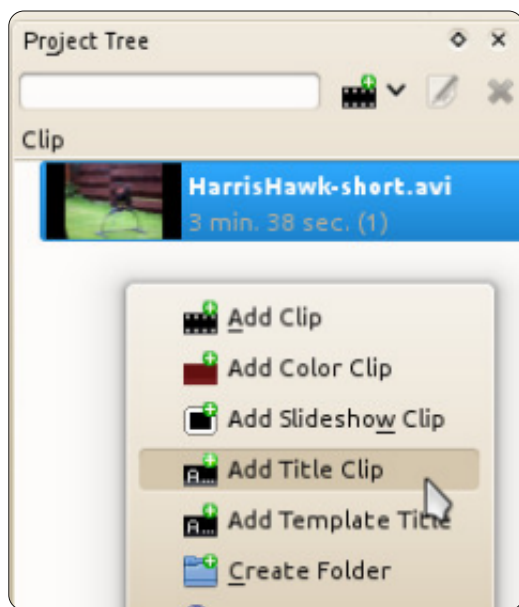 Project Tree
Clip
HarrisHawk-short.avi
3 min. 38 sec. (1)
Add Clip
Add Color Clip
Add Slideshow Clip
Add Title Clip
Add Template Title
Create Folder